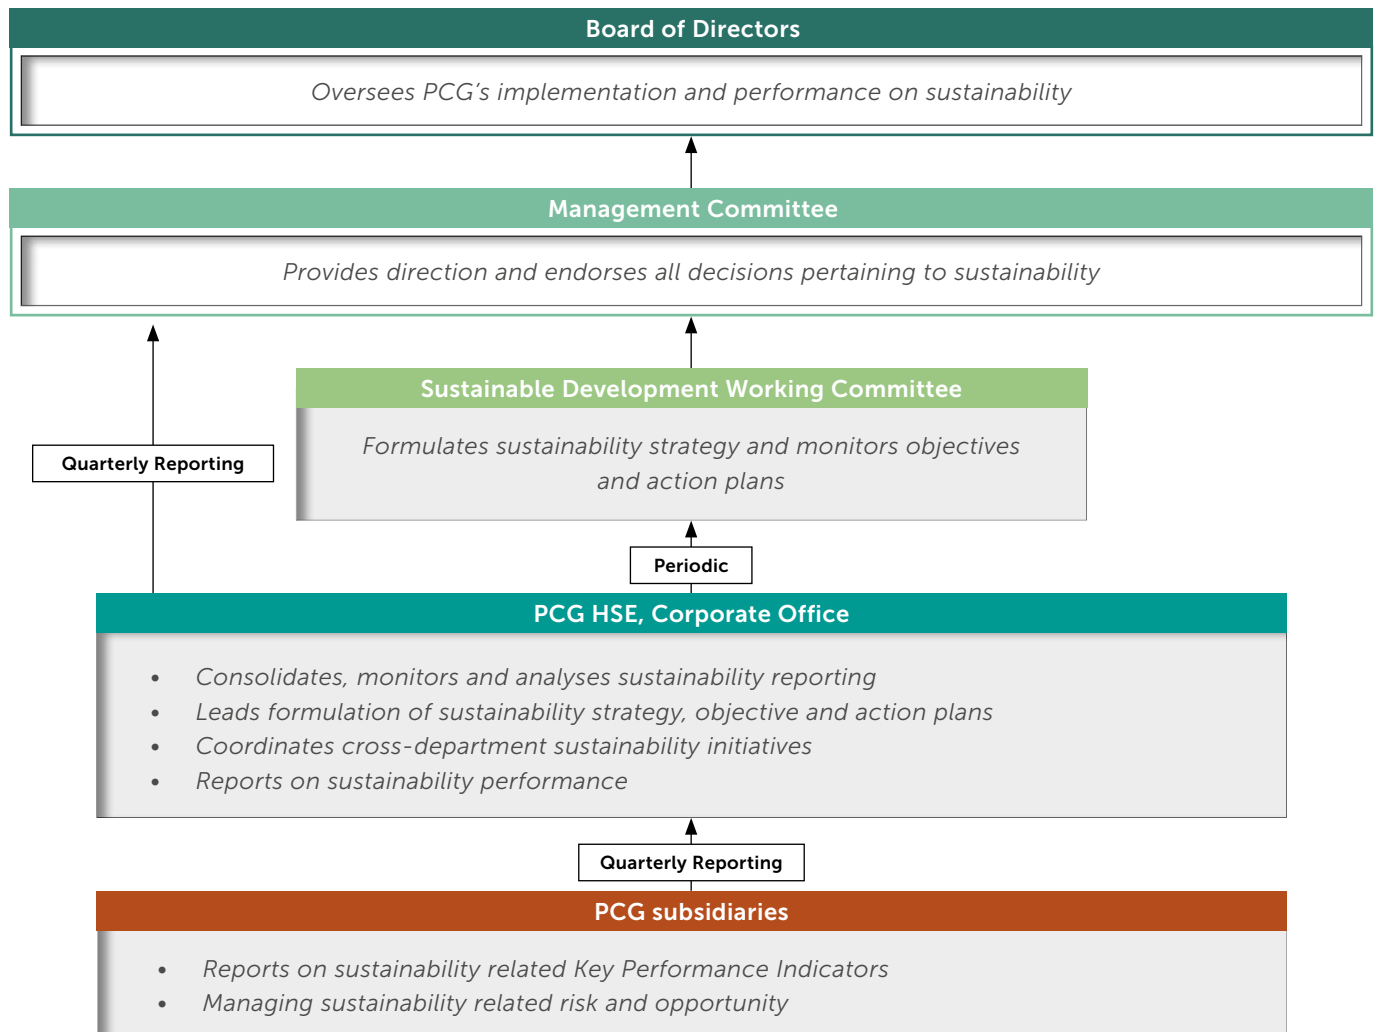 Board of Directors
Oversees PCG’s implementation and performance on sustainability
Management Committee
Provides direction and endorses all decisions pertaining to sustainability
Sustainable Development Working Committee
Formulates sustainability strategy and monitors objectives
and action plans
Quarterly Reporting
Periodic
PCG HSE, Corporate Office
• Consolidates, monitors and analyses sustainability reporting
• Leads formulation of sustainability strategy, objective and action plans
• Coordinates cross-department sustainability initiatives
• Reports on sustainability performance
Quarterly Reporting
PCG subsidiaries
• Reports on sustainability related Key Performance Indicators
• Managing sustainability related risk and opportunity